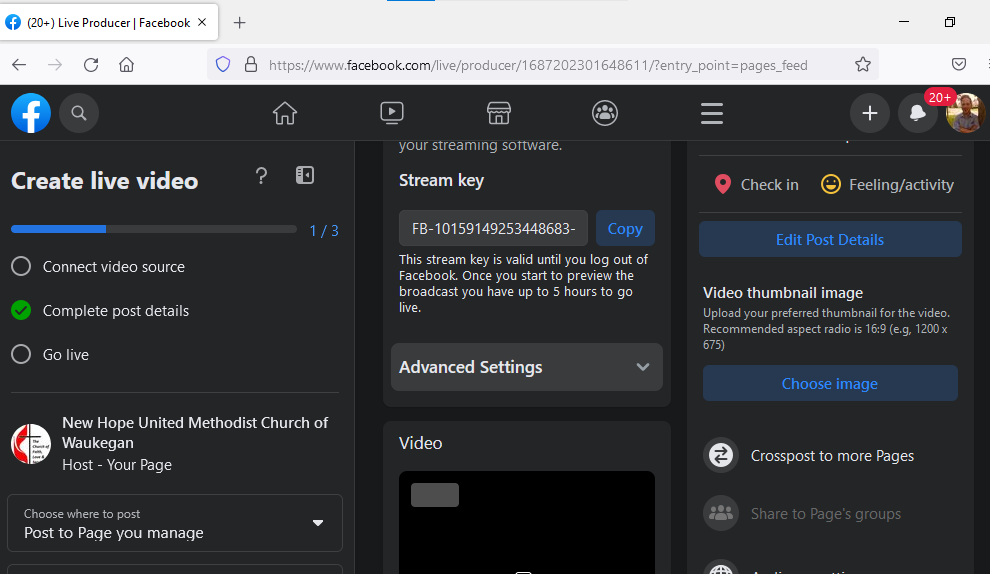 (20+) Live Producer | Facebook
https://www.facebook.com/live/producer/1687202301648611/?entry_point=pages_feed
20+
Create live video
1 / 3
Connect video source
Complete post details
Go live
New Hope United Methodist Church of
Waukegan
Host - Your Page
Choose where to post
Post to Page you manage
your streaming software.
Stream key
FB-10159149253448683-
Copy
This stream key is valid until you log out of
Facebook. Once you start to preview the
broadcast you have up to 5 hours to go
live.
Advanced Settings
Video
Check in
Feeling/activity
Edit Post Details
Video thumbnail image
Upload your preferred thumbnail for the video.
Recommended aspect radio is 16:9 (e.g, 1200 x
675)
Choose image
Crosspost to more Pages
Share to Page's groups